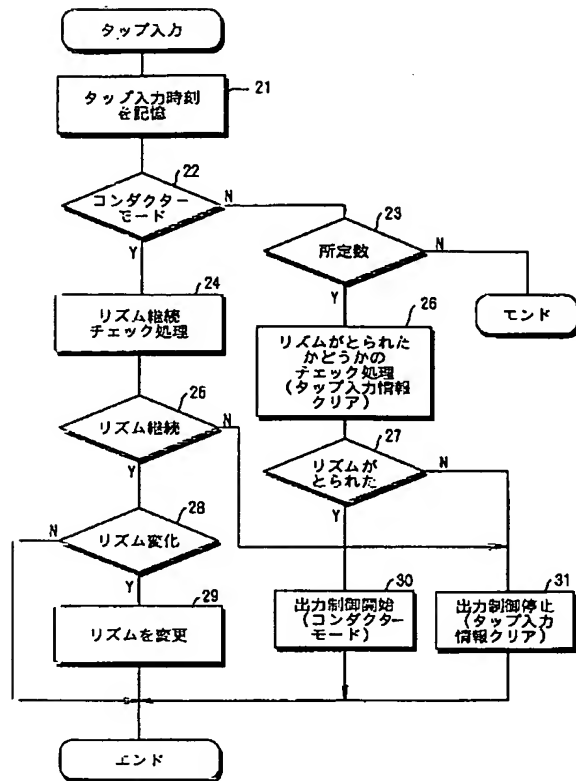 タップ入力
21
タップ入力時刻
を記憶
22
コンダクター
モード
N
Y
23
所定数
N
Y
エンド
24
リズム継続
チェック処理
26
リズムがとられた
かどうかの
チェック処理
(タップ入力情報
クリア)
25
リズム継続
N
Y
27
リズムが
とられた
N
Y
28
リズム変化
N
Y
29
リズムを変更
30
出力制御開始
(コンダクター
モード)
31
出力制御停止
(タップ入力
情報クリア)
エンド